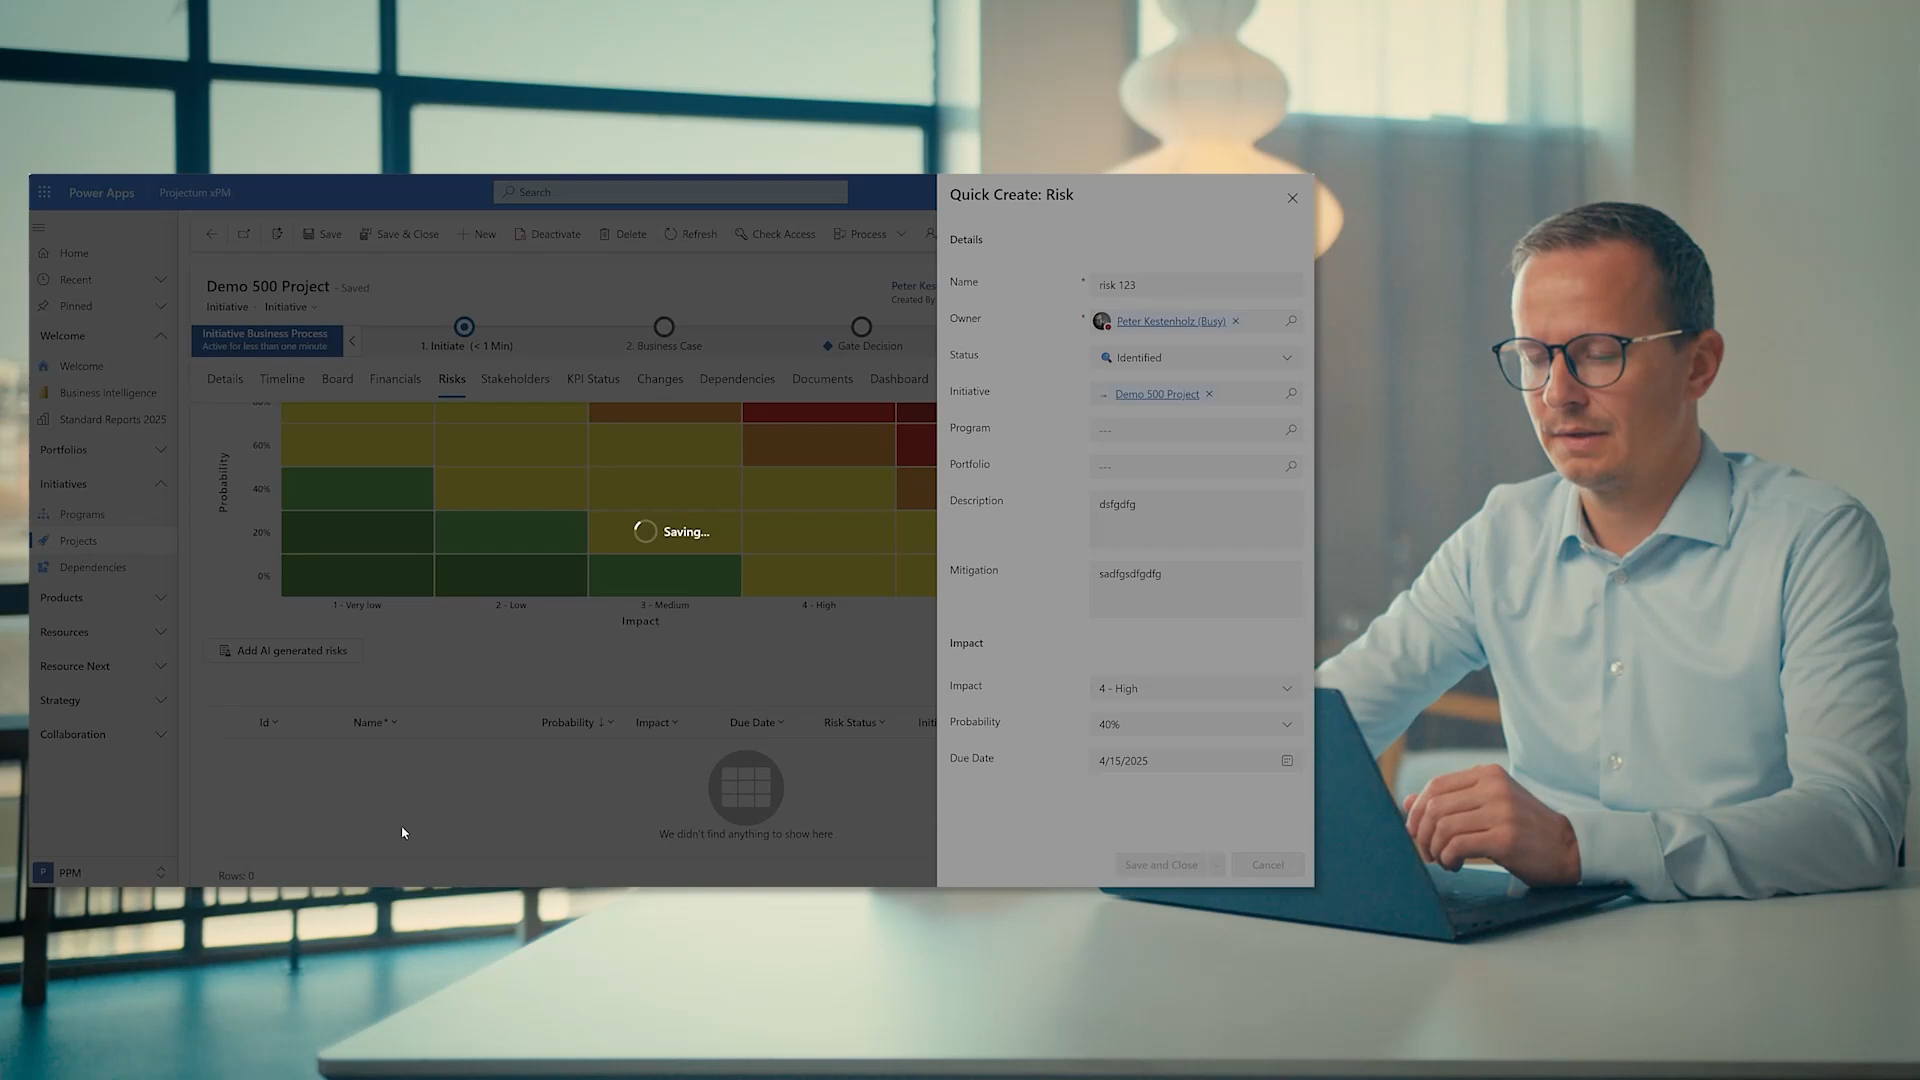 Power Apps
Projectum xPM
Search
Save
Save & Close
New
Deactivate
Delete
Refresh
Check Access
Process
Home
Recent
Pinned
Welcome
Welcome
Business Intelligence
Standard Reports 2025
Portfolios
Initiatives
Programs
Projects
Dependencies
Products
Resources
Resource Next
Strategy
Collaboration
P PPM
Demo 500 Project - Saved
Initiative · Initiative
Peter Kes
Created By
Initiative Business Process
Active for less than one minute
1. Initiate (< 1 Min)
2. Business Case
Gate Decision
Details
Timeline
Board
Financials
Risks
Stakeholders
KPI Status
Changes
Dependencies
Documents
Dashboard
Probability
60%
40%
20%
0%
1 - Very low
2 - Low
3 - Medium
4 - High
Impact
Saving...
Add AI generated risks
Id
Name*
Probability ↓
Impact
Due Date
Risk Status
Initi
We didn't find anything to show here
Rows: 0
Quick Create: Risk
Details
Name * risk 123
Owner * Peter Kestenholz (Busy)
Status Identified
Initiative Demo 500 Project
Program ---
Portfolio ---
Description dsfgdfg
Mitigation sadfgsdfgdfg
Impact
Impact 4 - High
Probability 40%
Due Date 4/15/2025
Save and Close
Cancel